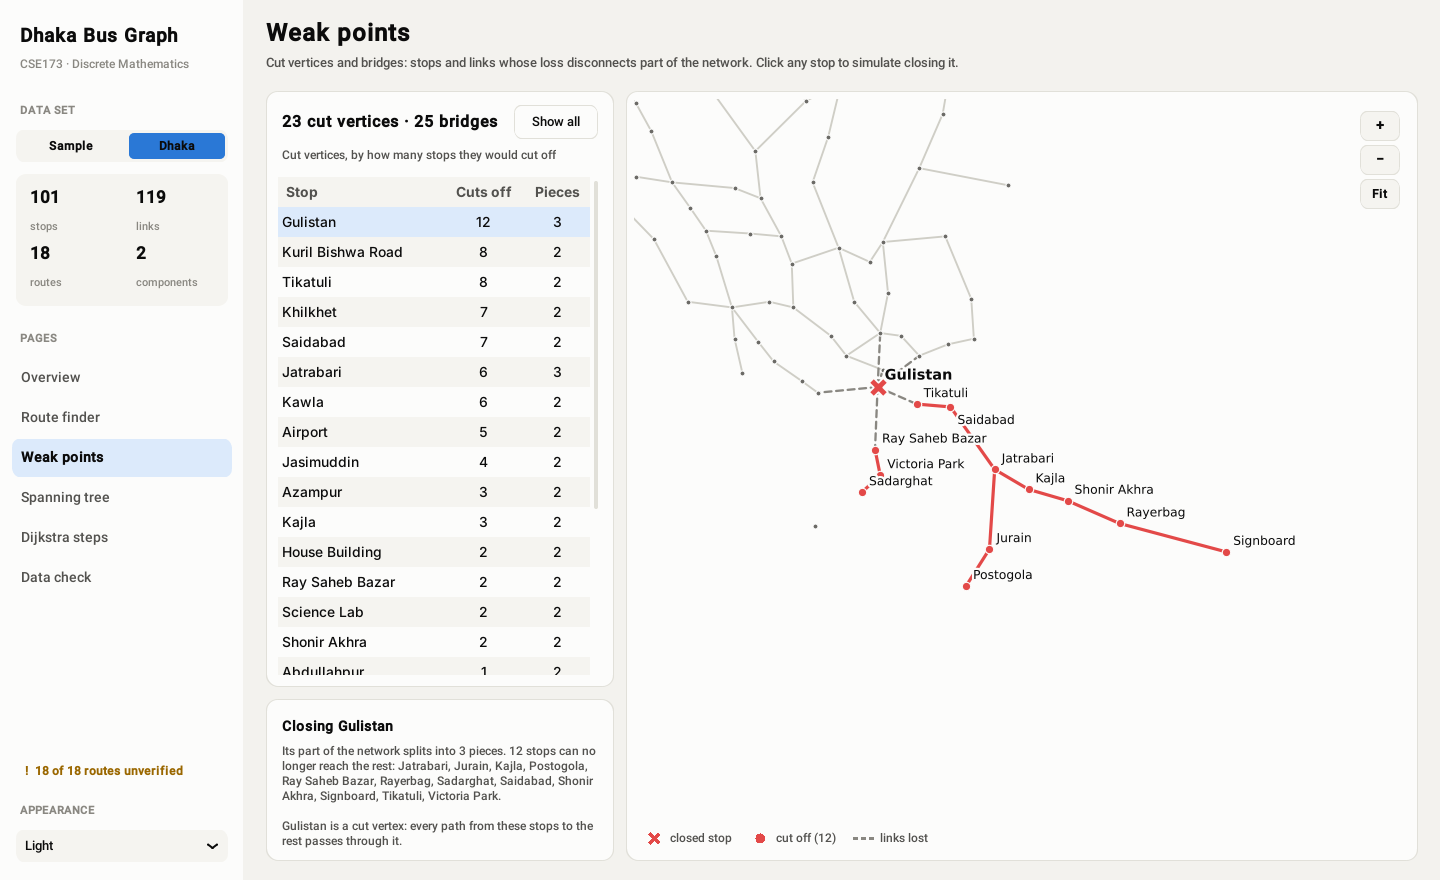 Dhaka Bus Graph
CSE173 · Discrete Mathematics
DATA SET
Sample
Dhaka
101
119
stops
links
18
2
routes
components
PAGES
Overview
Route finder
Weak points
Spanning tree
Dijkstra steps
Data check
! 18 of 18 routes unverified
APPEARANCE
Light
Weak points
Cut vertices and bridges: stops and links whose loss disconnects part of the network. Click any stop to simulate closing it.
23 cut vertices · 25 bridges
Show all
Cut vertices, by how many stops they would cut off
Stop Cuts off Pieces
Gulistan 12 3
Kuril Bishwa Road 8 2
Tikatuli 8 2
Khilkhet 7 2
Saidabad 7 2
Jatrabari 6 3
Kawla 6 2
Airport 5 2
Jasimuddin 4 2
Azampur 3 2
Kajla 3 2
House Building 2 2
Ray Saheb Bazar 2 2
Science Lab 2 2
Shonir Akhra 2 2
Abdullahpur 1 2
Closing Gulistan
Its part of the network splits into 3 pieces. 12 stops can no
longer reach the rest: Jatrabari, Jurain, Kajla, Postogola,
Ray Saheb Bazar, Rayerbag, Sadarghat, Saidabad, Shonir
Akhra, Signboard, Tikatuli, Victoria Park.
Gulistan is a cut vertex: every path from these stops to the
rest passes through it.
+
−
Fit
Gulistan
Tikatuli
Saidabad
Ray Saheb Bazar
Jatrabari
Victoria Park
Kajla
Sadarghat
Shonir Akhra
Rayerbag
Jurain
Signboard
Postogola
closed stop
cut off (12)
links lost